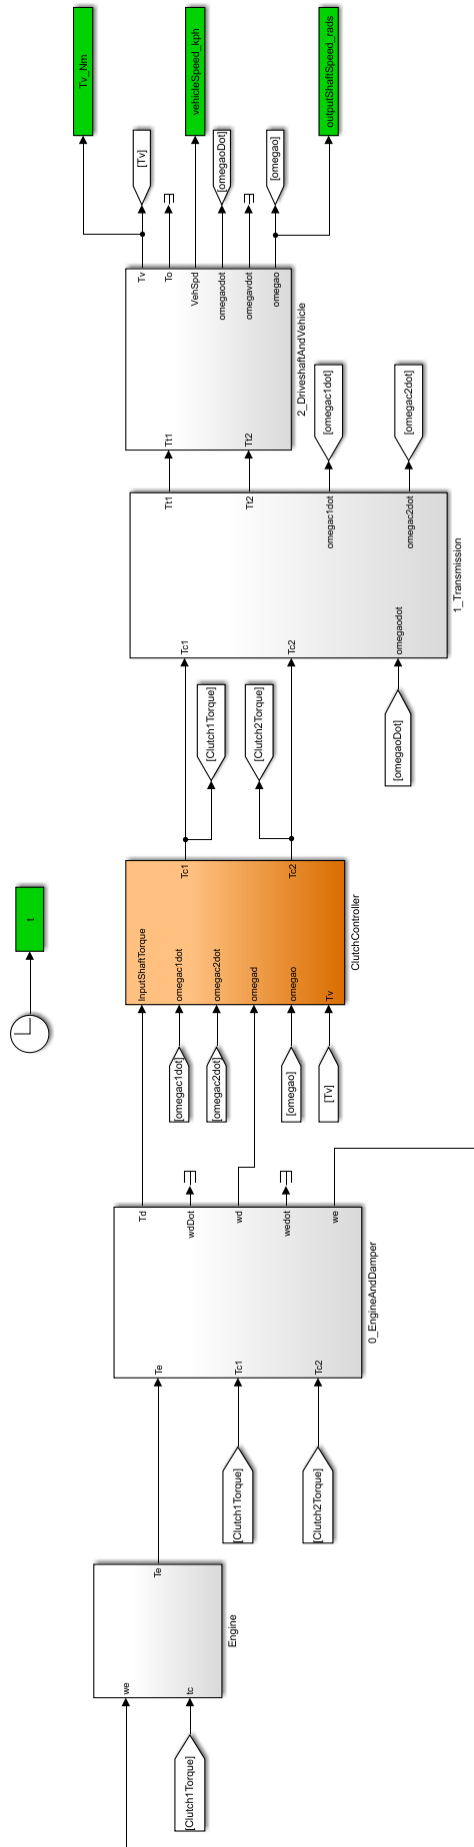 we
[Clutch1Torque]
tc
Te
Engine
[Clutch1Torque]
[Clutch2Torque]
Te
Tc1
Tc2
Td
wdDot
wd
wedot
we
0_EngineAndDamper
t
[omegac1dot]
[omegac2dot]
[omegao]
[Tv]
InputShaftTorque
omegac1dot
omegac2dot
omegad
omegao
Tv
Tc1
Tc2
ClutchController
[Clutch1Torque]
[Clutch2Torque]
[omegaoDot]
Tc1
Tc2
omegaodot
Tt1
Tt2
omegac1dot
omegac2dot
1_Transmission
[omegac1dot]
[omegac2dot]
Tt1
Tt2
Tv
To
VehSpd
omegaodot
omegavdot
omegao
2_DriveshaftAndVehicle
[Tv]
[omegaoDot]
[omegao]
Tv_Nm
vehicleSpeed_kph
outputShaftSpeed_rads